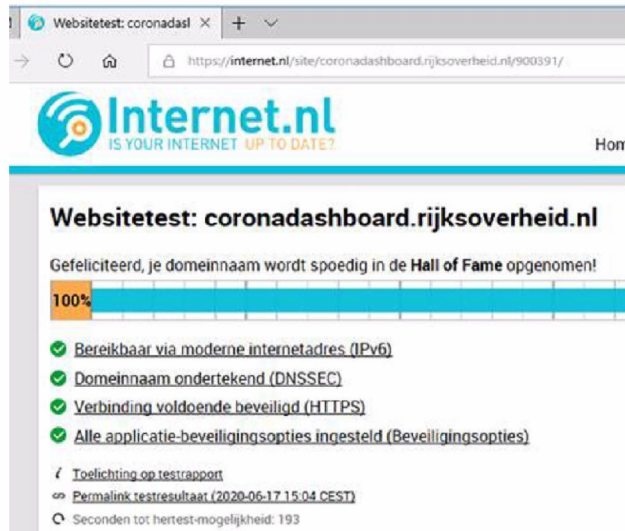 Websitetest: coronadasl
https://internet.nl/site/coronadashboard.rijksoverheid.nl/900391/
Internet.nl
IS YOUR INTERNET UP TO DATE?
Hom
Websitetest: coronadashboard.rijksoverheid.nl
Gefeliciteerd, je domeinnaam wordt spoedig in de Hall of Fame opgenomen!
100%
Bereikbaar via moderne internetadres (IPv6)
Domeinnaam ondertekend (DNSSEC)
Verbinding voldoende beveiligd (HTTPS)
Alle applicatie-beveiligingsopties ingesteld (Beveiligingsopties)
Toelichting op testrapport
Permalink testresultaat (2020-06-17 15:04 CEST)
Seconden tot hertest-mogelijkheid: 193